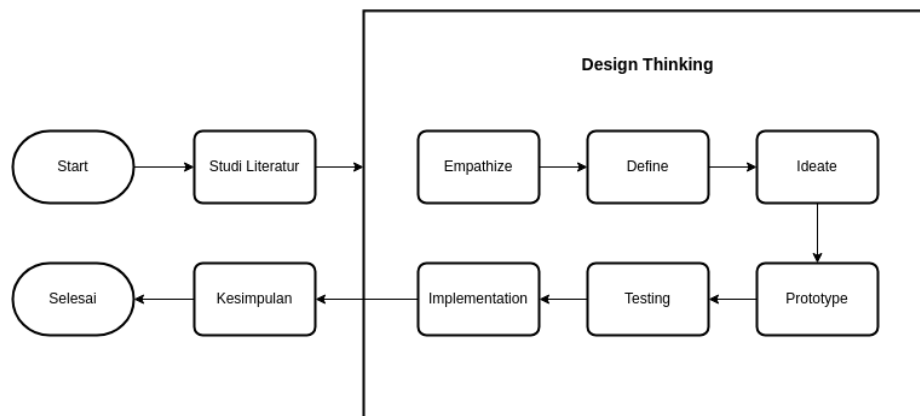 Design Thinking
Start
Studi Literatur
Empathize
Define
Ideate
Selesai
Kesimpulan
Implementation
Testing
Prototype